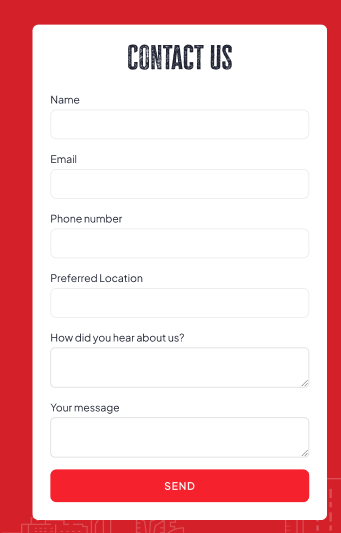 CONTACT US
Name
Email
Phone number
Preferred Location
How did you hear about us?
Your message
SEND